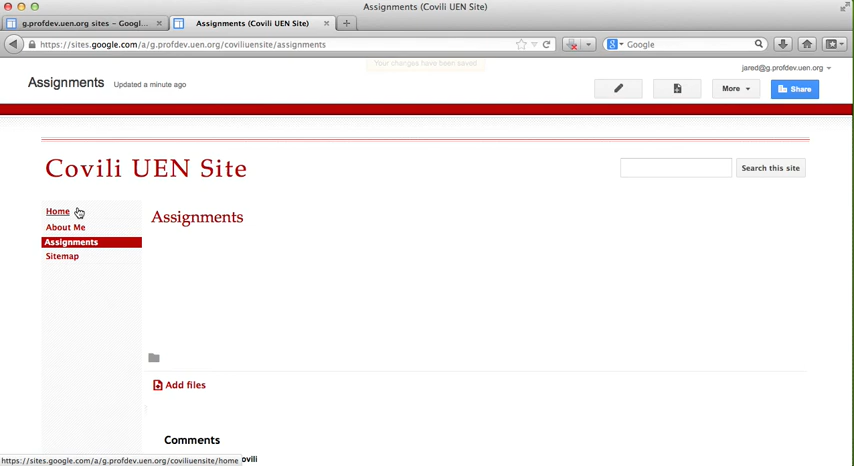 Assignments (Covili UEN Site)
g.profdev.uen.org sites – Googl...
Assignments (Covili UEN Site)
https://sites.google.com/a/g.profdev.uen.org/coviliuensite/assignments
Google
Your changes have been saved
jared@g.profdev.uen.org
Assignments
Updated a minute ago
More
Share
Covili UEN Site
Search this site
Home
About Me
Assignments
Sitemap
Assignments
Add files
Comments
https://sites.google.com/a/g.profdev.uen.org/coviliuensite/home
ovili